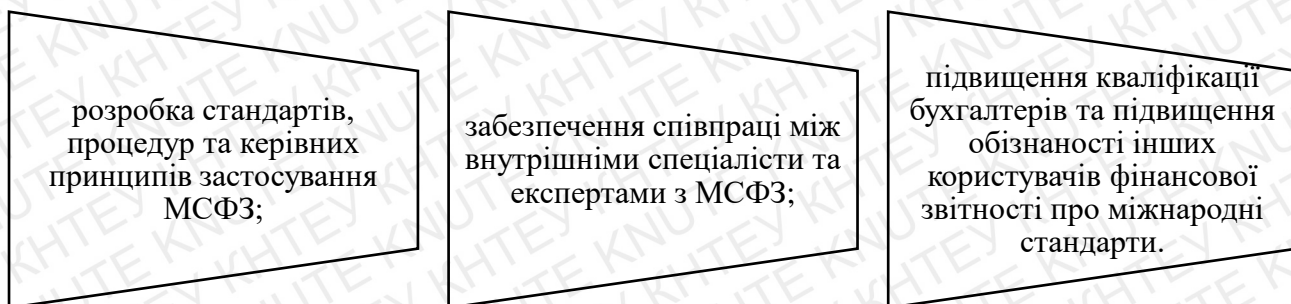 розробка стандартів,
процедур та керівних
принципів застосування
МСФЗ;
забезпечення співпраці між
внутрішніми спеціалісти та
експертами з МСФЗ;
підвищення кваліфікації
бухгалтерів та підвищення
обізнаності інших
користувачів фінансової
звітності про міжнародні
стандарти.